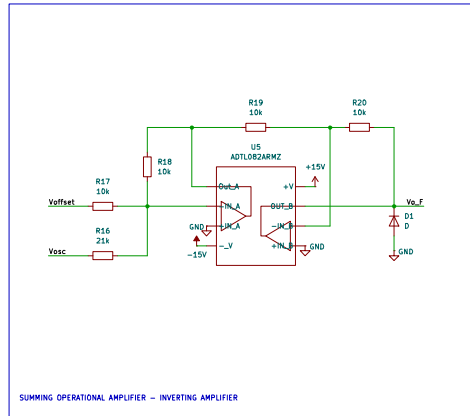 R19
10k
R20
10k
U5
ADTL082ARMZ
R18
10k
+15V
R17
10k
Out_A
+V
Voffset
-IN_A
OUT_B
Vo_F
R16
21k
GND
+IN_A
-IN_B
D1
D
Vosc
-15V
-_V
+IN_B
GND
GND
SUMMING OPERATIONAL AMPLIFIER - INVERTING AMPLIFIER